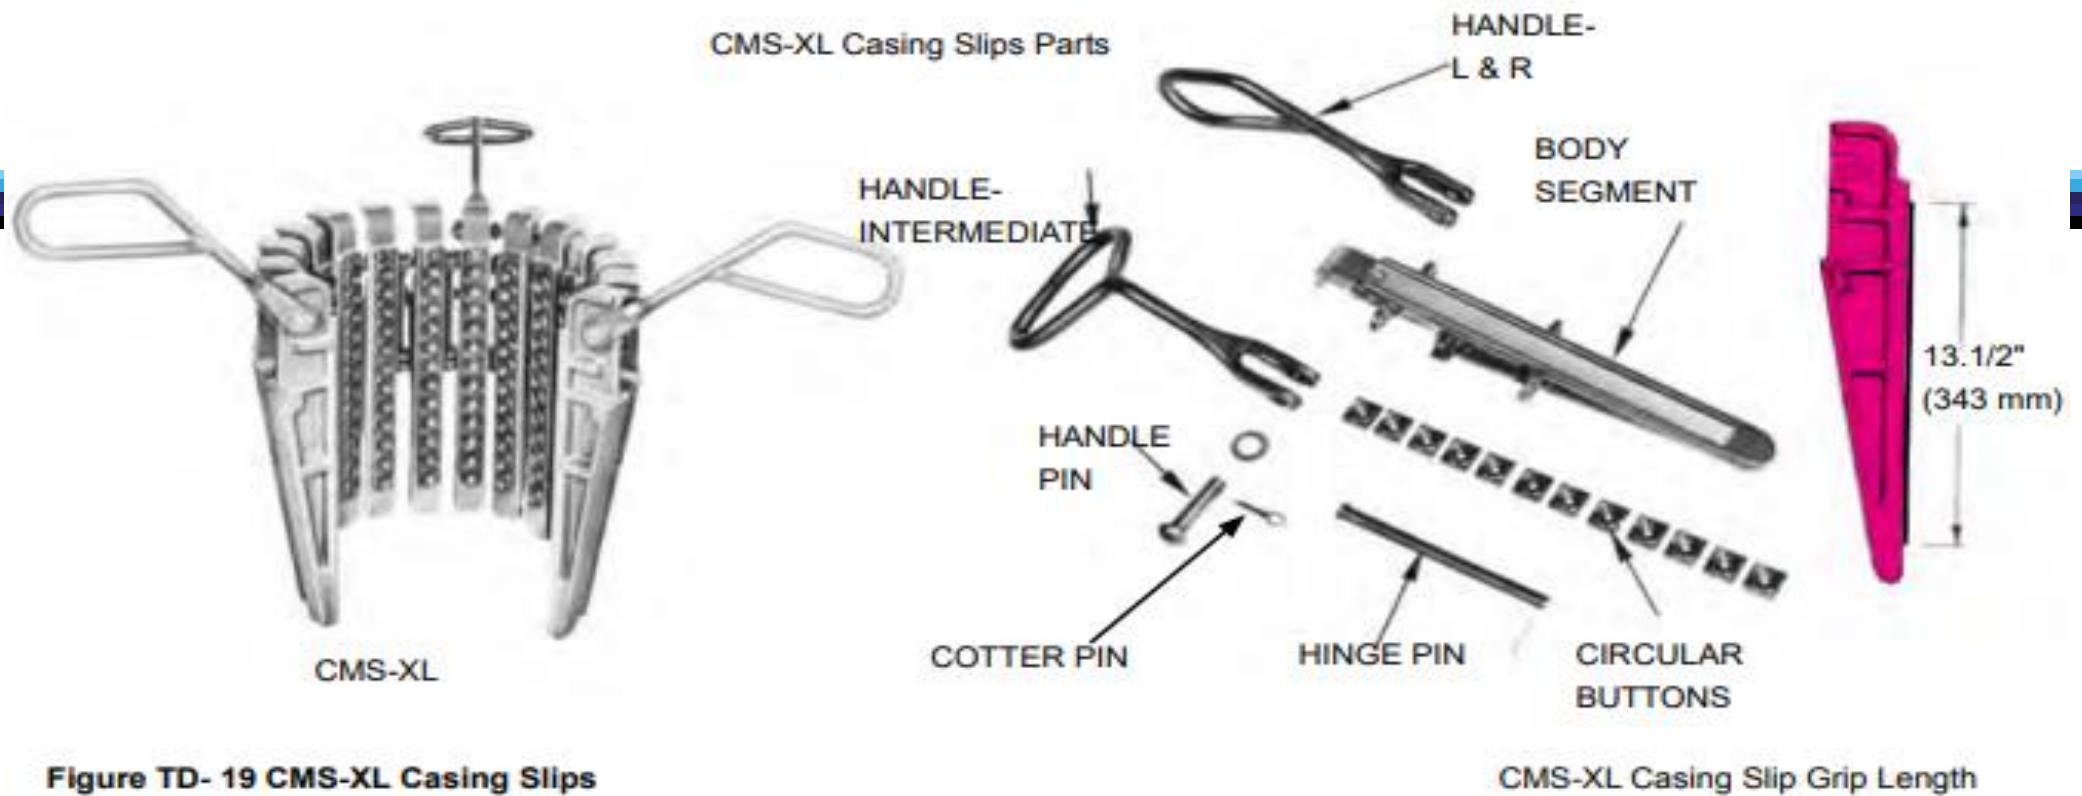 CMS-XL Casing Slips Parts
HANDLE-
L & R
BODY
SEGMENT
HANDLE-
INTERMEDIATE
13.1/2"
(343 mm)
HANDLE
PIN
COTTER PIN
HINGE PIN
CIRCULAR
BUTTONS
CMS-XL
Figure TD- 19 CMS-XL Casing Slips
CMS-XL Casing Slip Grip Length